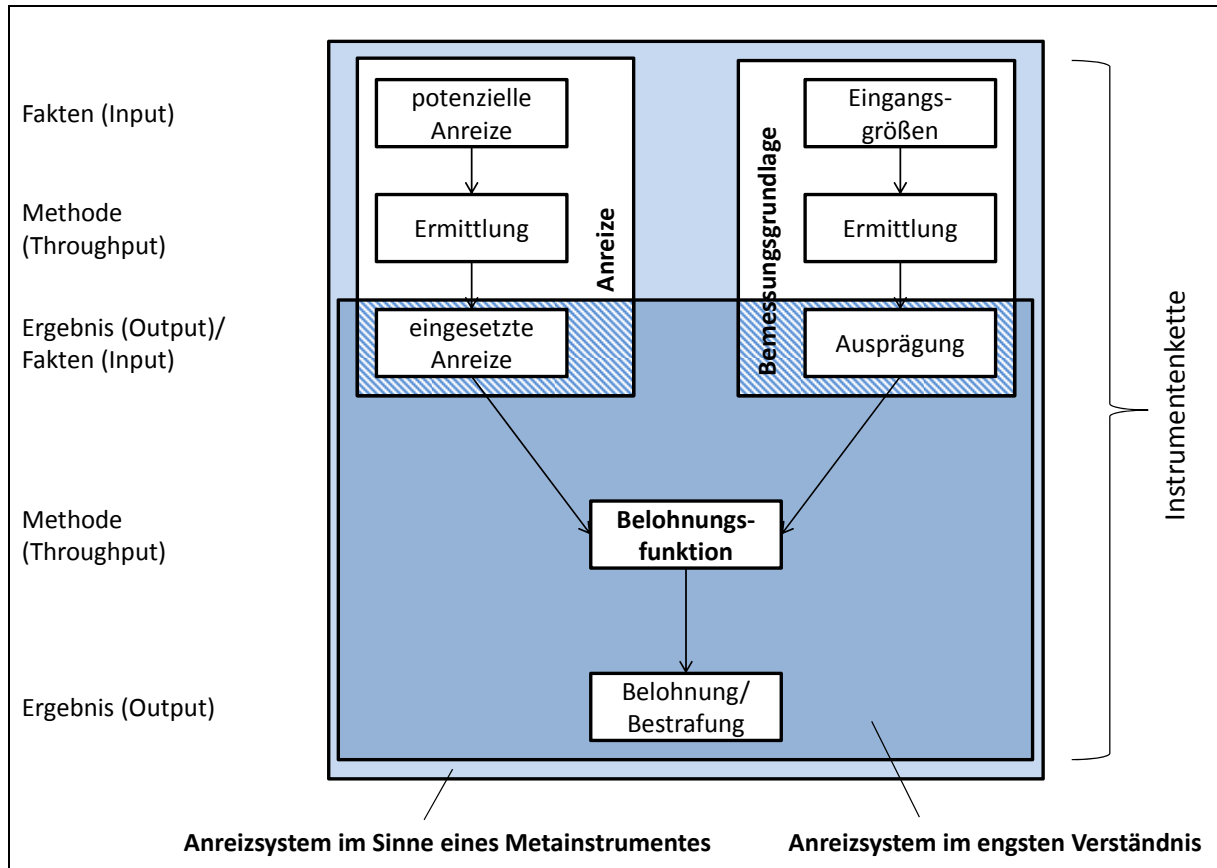 Fakten (Input)
potenzielle
Anreize
Eingangs-
größen
Methode
(Throughput)
Ermittlung
Anreize
Bemessungsgrundlage
Ermittlung
Ergebnis (Output)/
Fakten (Input)
eingesetzte
Anreize
Ausprägung
Instrumentenkette
Methode
(Throughput)
Belohnungs-
funktion
Ergebnis (Output)
Belohnung/
Bestrafung
Anreizsystem im Sinne eines Metainstrumentes
Anreizsystem im engsten Verständnis